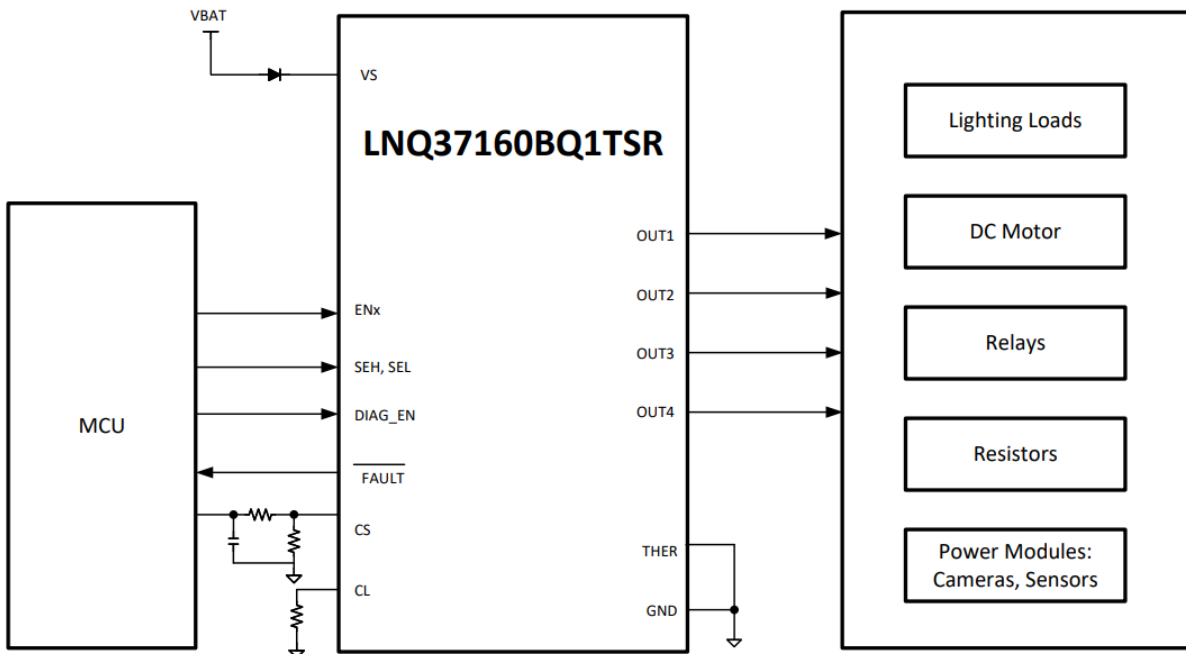 VBAT
VS
LNQ37160BQ1TSR
MCU
ENx
SEH, SEL
DIAG_EN
FAULT
CS
CL
OUT1
OUT2
OUT3
OUT4
THER
GND
Lighting Loads
DC Motor
Relays
Resistors
Power Modules:
Cameras, Sensors